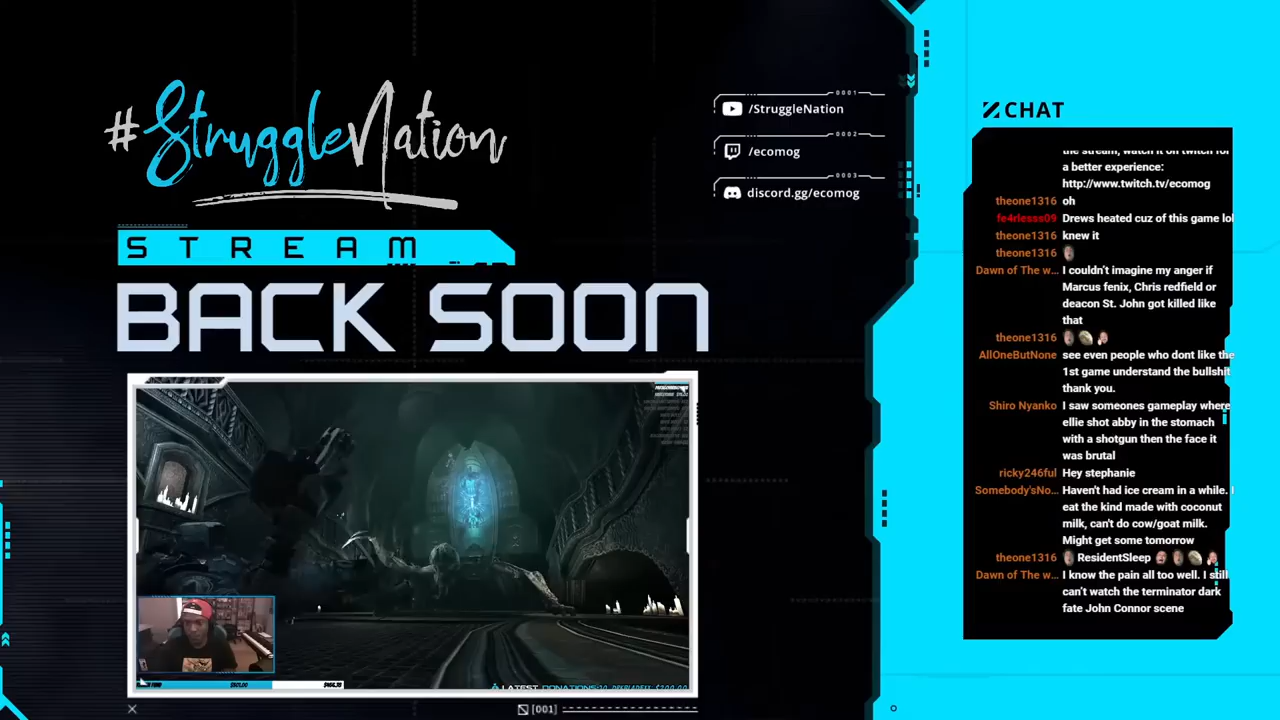 #StruggleNation
STREAM
BACK SOON
0001
/StruggleNation
0002
/ecomog
0003
discord.gg/ecomog
CHAT
the stream, watch it on twitch for
a better experience:
http://www.twitch.tv/ecomog
theone1316 oh
fe4rlesss09 Drews heated cuz of this game lol
theone1316 knew it
theone1316
Dawn of The w... I couldn't imagine my anger if
Marcus fenix, Chris redfield or
deacon St. John got killed like
that
theone1316
AllOneButNone see even people who dont like the
1st game understand the bullshit
thank you.
Shiro Nyanko I saw someones gameplay where
ellie shot abby in the stomach
with a shotgun then the face it
was brutal
ricky246ful Hey stephanie
Somebody'sNo... Haven't had ice cream in a while. I
eat the kind made with coconut
milk, can't do cow/goat milk.
Might get some tomorrow
theone1316 ResidentSleep
Dawn of The w... I know the pain all too well. I still
can't watch the terminator dark
fate John Connor scene
LATEST DONATIONS:
[001]